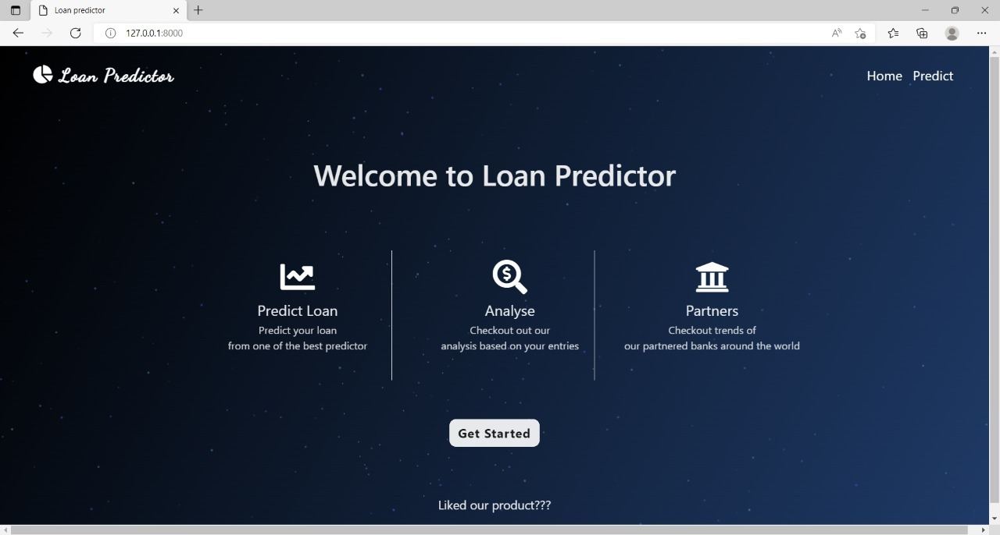 Loan predictor
127.0.0.1:8000
Loan Predictor
Home Predict
Welcome to Loan Predictor
Predict Loan
Predict your loan
from one of the best predictor
Analyse
Checkout out our
analysis based on your entries
Partners
Checkout trends of
our partnered banks around the world
Get Started
Liked our product???